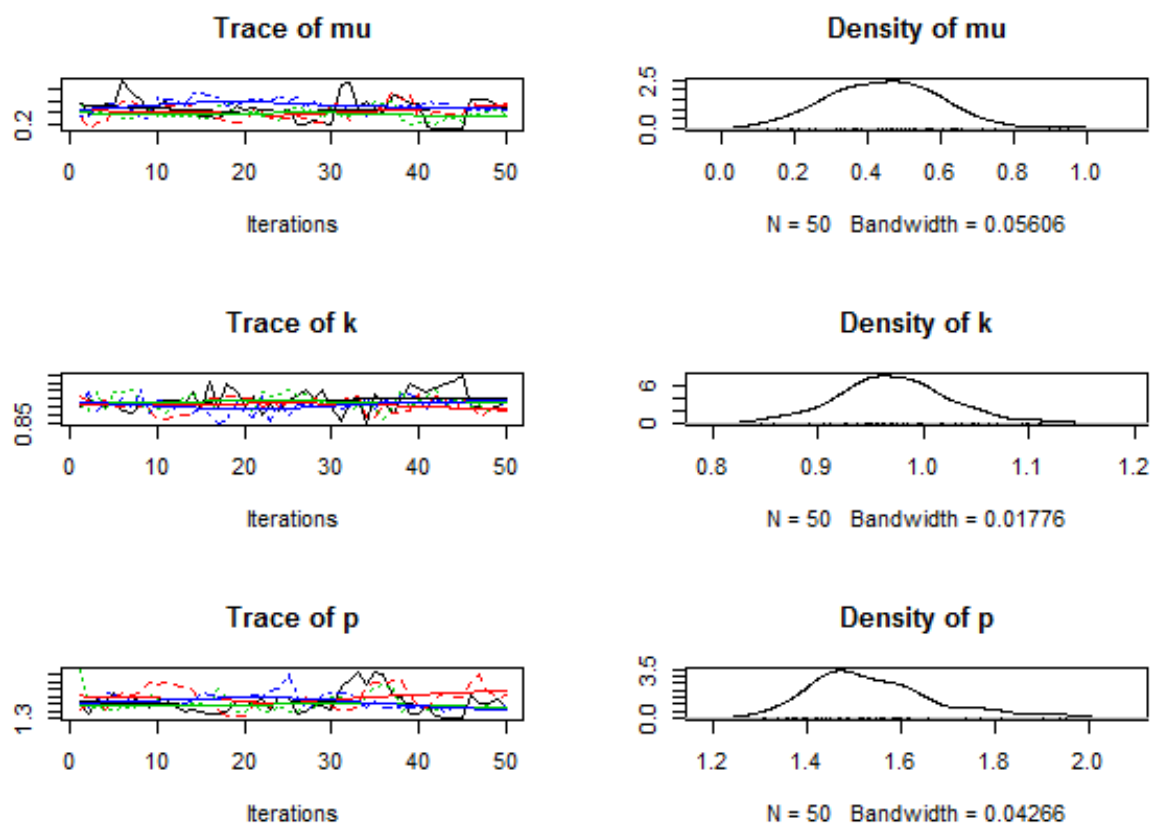 Trace of mu
Density of mu
0.2
0 10 20 30 40 50
Iterations
0.0 2.5
0.0 0.2 0.4 0.6 0.8 1.0
N = 50 Bandwidth = 0.05606
Trace of k
Density of k
0.85
0 10 20 30 40 50
Iterations
0 6
0.8 0.9 1.0 1.1 1.2
N = 50 Bandwidth = 0.01776
Trace of p
Density of p
1.3
0 10 20 30 40 50
Iterations
0.0 3.5
1.2 1.4 1.6 1.8 2.0
N = 50 Bandwidth = 0.04266